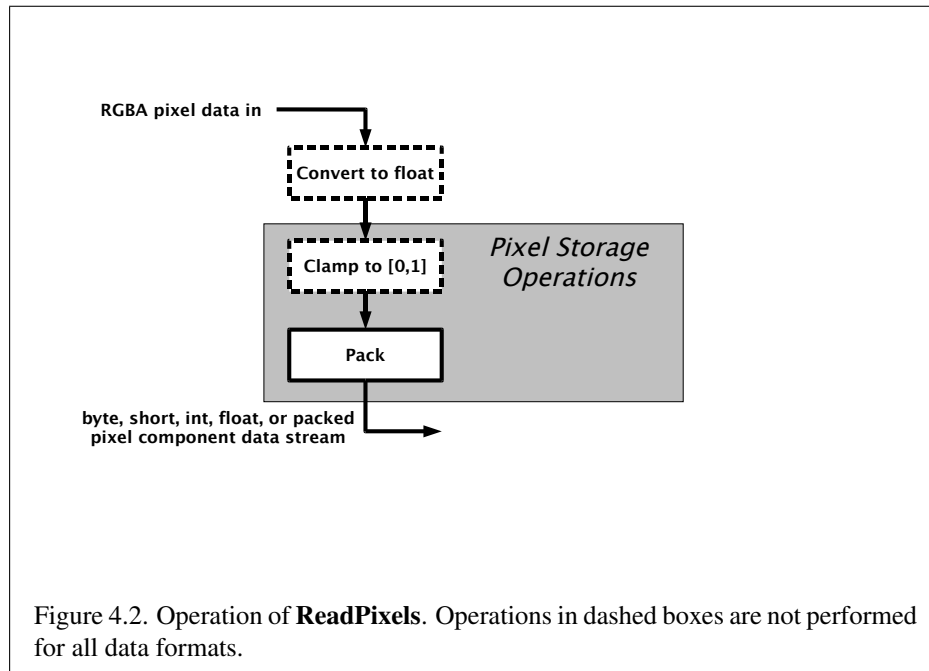 RGBA pixel data in
Convert to float
Pixel Storage
Operations
Clamp to [0,1]
Pack
byte, short, int, float, or packed
pixel component data stream
Figure 4.2. Operation of ReadPixels. Operations in dashed boxes are not performed
for all data formats.